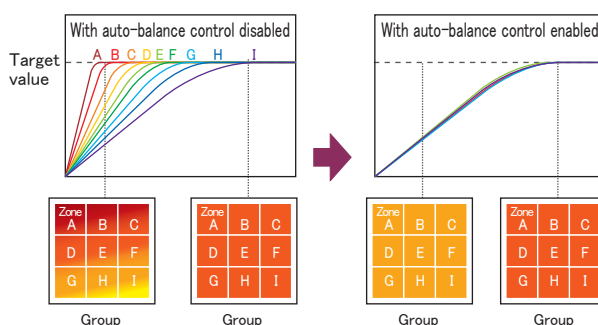 With auto-balance control disabled
A B C D E F G H I
Target
value
With auto-balance control enabled
Zone
A B C
D E F
G H I
Group
Zone
A B C
D E F
G H I
Group
Zone
A B C
D E F
G H I
Group
Zone
A B C
D E F
G H I
Group